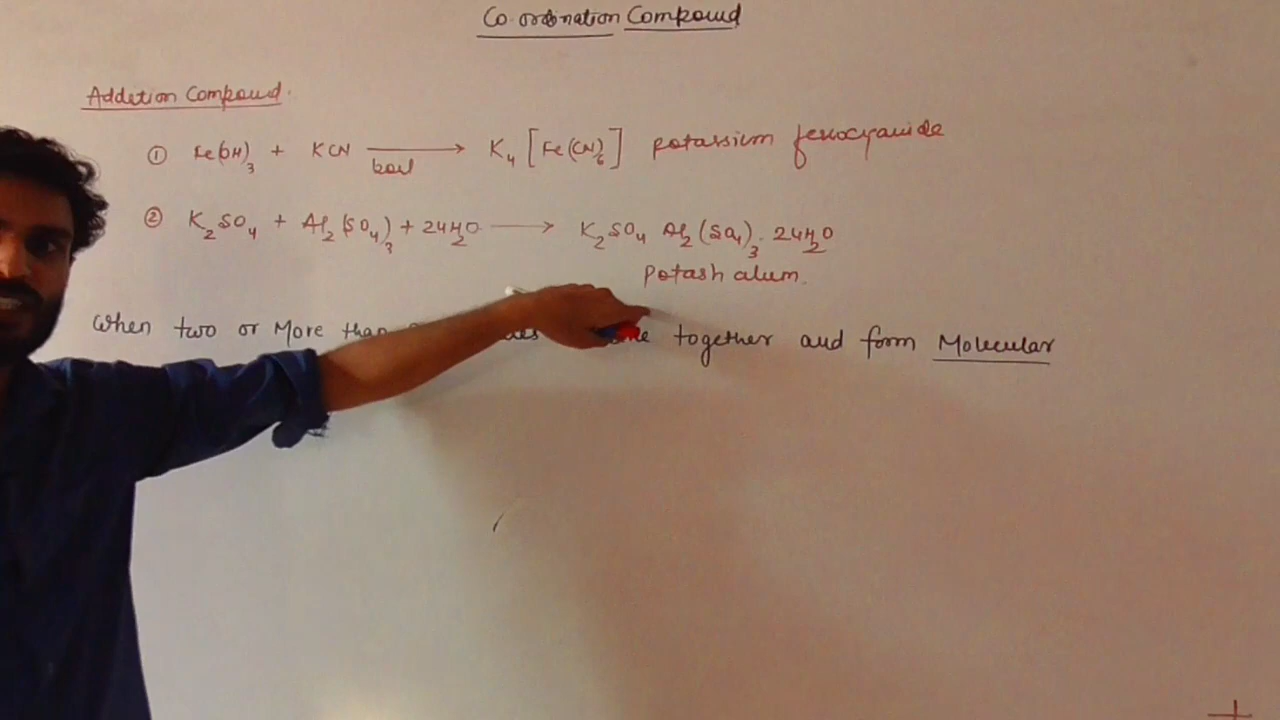 Co-ordination Compound
Addition Compound.
① Fe(OH)₃ + KCN ⟶ K₄[Fe(CN)₆] potassium ferrocyanide
boil
② K₂SO₄ + Al₂(SO₄)₃ + 24H₂O ⟶ K₂SO₄ Al₂(SO₄)₃. 24H₂O
Potash alum.
When two or More than together and form Molecular